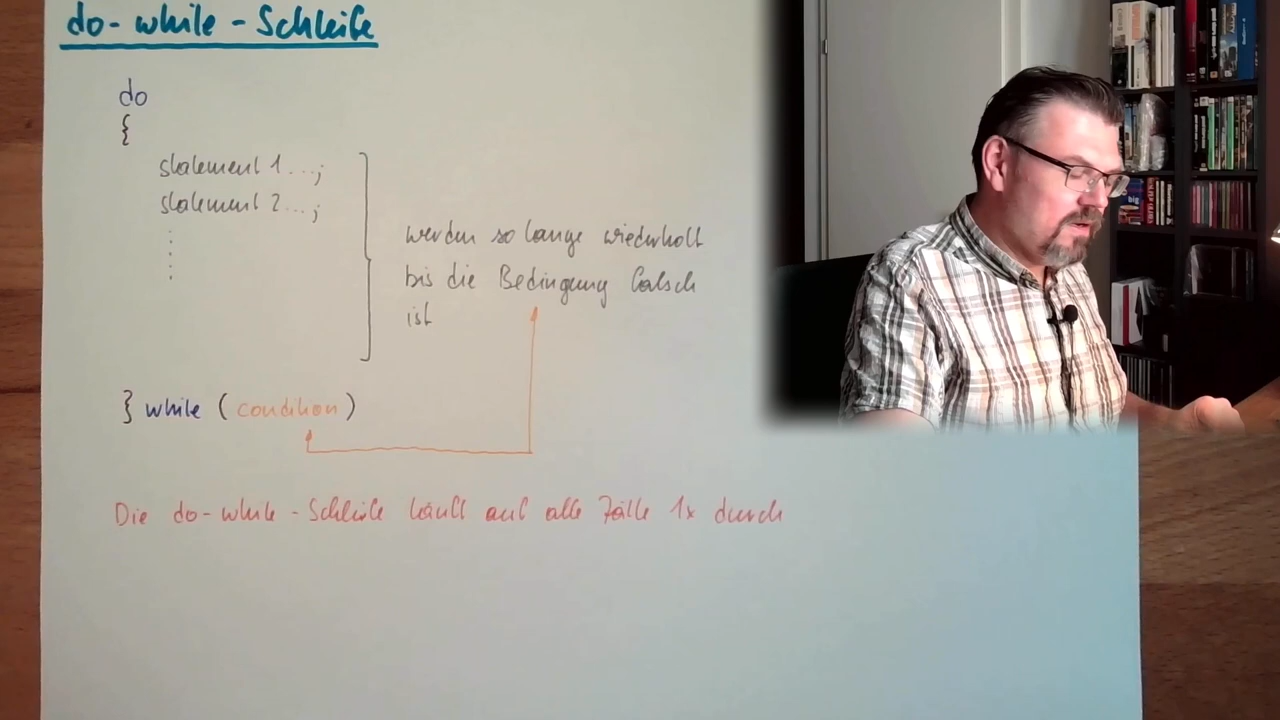 do-while-Schleife
do
{
statement 1 ...;
statement 2 ...;
werden so lange wiederholt
bis die Bedingung falsch
ist
} while (condition)
Die do-while-Schleife läuft auf alle Fälle 1x durch
big